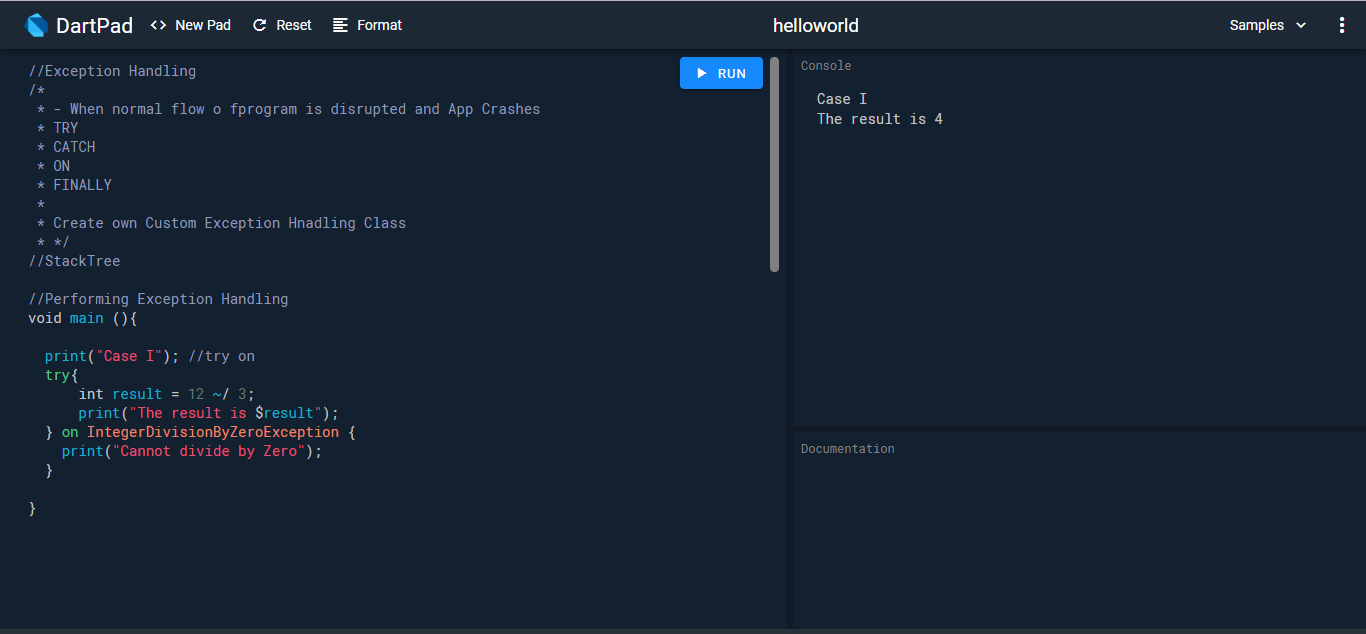 DartPad <> New Pad Reset Format helloworld Samples
//Exception Handling
/*
* - When normal flow o fprogram is disrupted and App Crashes
* TRY
* CATCH
* ON
* FINALLY
*
* Create own Custom Exception Hnadling Class
* */
//StackTree
//Performing Exception Handling
void main (){
print("Case I"); //try on
try{
int result = 12 ~/ 3;
print("The result is $result");
} on IntegerDivisionByZeroException {
print("Cannot divide by Zero");
}
}
RUN
Console
Case I
The result is 4
Documentation